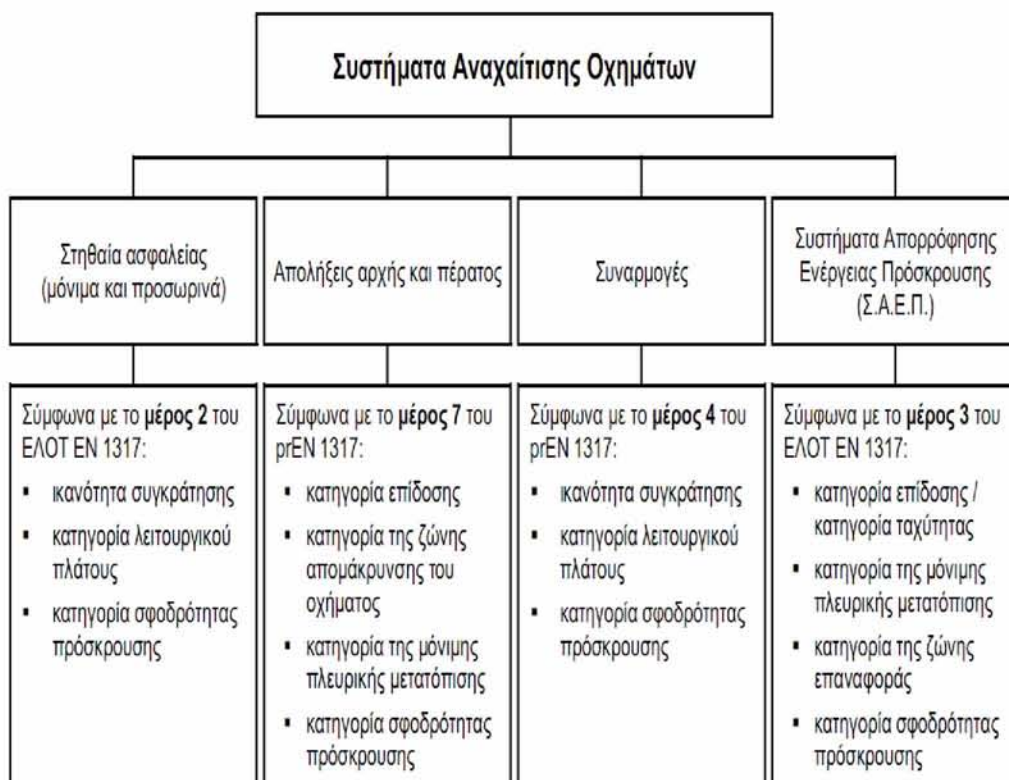 Συστήματα Αναχαίτισης Οχημάτων
Στηθαία ασφαλείας
(μόνιμα και προσωρινά)
Απολήξεις αρχής και πέρατος
Συναρμογές
Συστήματα Απορρόφησης
Ενέργειας Πρόσκρουσης
(Σ.Α.Ε.Π.)
Σύμφωνα με το μέρος 2 του
ΕΛΟΤ ΕΝ 1317:
▪ ικανότητα συγκράτησης
▪ κατηγορία λειτουργικού
πλάτους
▪ κατηγορία σφοδρότητας
πρόσκρουσης
Σύμφωνα με το μέρος 7 του
prEN 1317:
▪ κατηγορία επίδοσης
▪ κατηγορία της ζώνης
απομάκρυνσης του
οχήματος
▪ κατηγορία της μόνιμης
πλευρικής μετατόπισης
▪ κατηγορία σφοδρότητας
πρόσκρουσης
Σύμφωνα με το μέρος 4 του
prEN 1317:
▪ ικανότητα συγκράτησης
▪ κατηγορία λειτουργικού
πλάτους
▪ κατηγορία σφοδρότητας
πρόσκρουσης
Σύμφωνα με το μέρος 3 του
ΕΛΟΤ ΕΝ 1317:
▪ κατηγορία επίδοσης /
κατηγορία ταχύτητας
▪ κατηγορία της μόνιμης
πλευρικής μετατόπισης
▪ κατηγορία της ζώνης
επαναφοράς
▪ κατηγορία σφοδρότητας
πρόσκρουσης